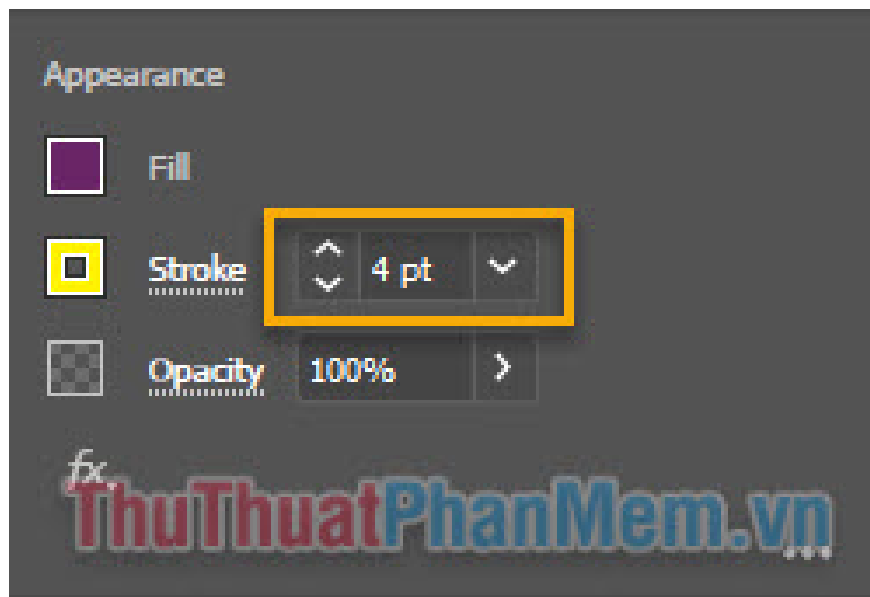 Appearance
Fill
Stroke 4 pt
Opacity 100%
fx.
ThuThuatPhanMem.vn